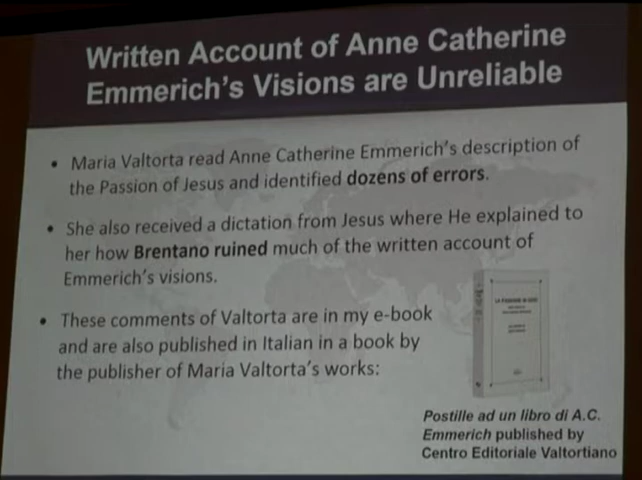 Written Account of Anne Catherine
Emmerich's Visions are Unreliable
• Maria Valtorta read Anne Catherine Emmerich's description of
the Passion of Jesus and identified dozens of errors.
• She also received a dictation from Jesus where He explained to
her how Brentano ruined much of the written account of
Emmerich's visions.
• These comments of Valtorta are in my e-book
and are also published in Italian in a book by
the publisher of Maria Valtorta's works:
Postille ad un libro di A.C.
Emmerich published by
Centro Editoriale Valtortiano